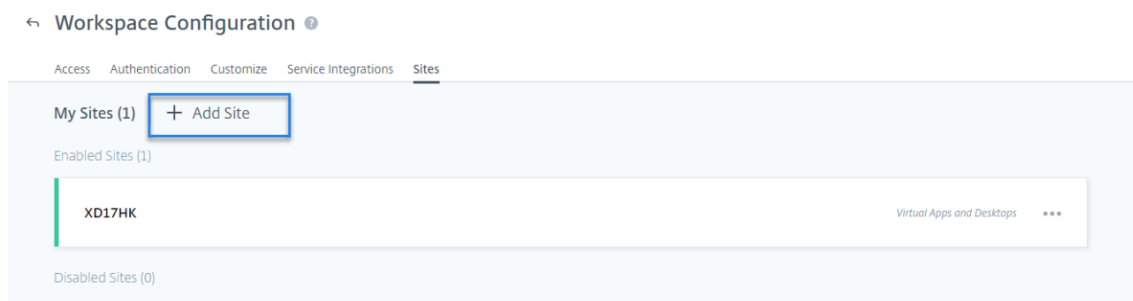 Workspace Configuration ?
Access Authentication Customize Service Integrations Sites
My Sites (1) + Add Site
Enabled Sites (1)
XD17HK Virtual Apps and Desktops
Disabled Sites (0)